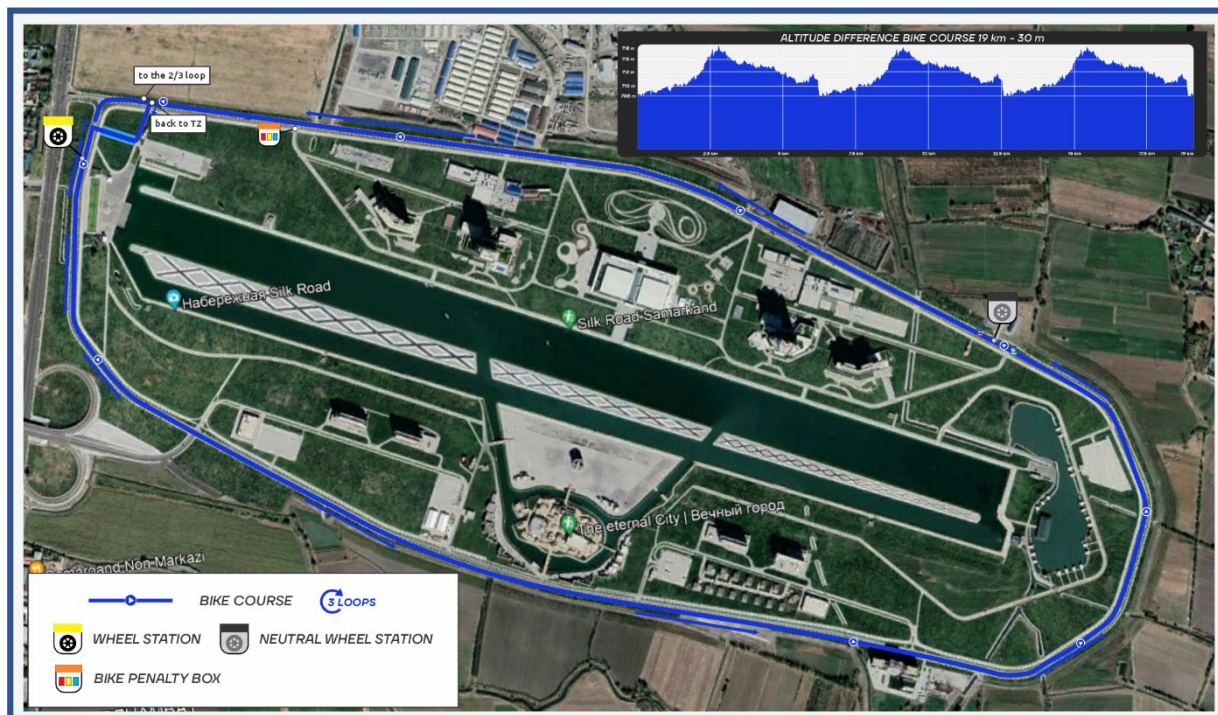 ALTITUDE DIFFERENCE BIKE COURSE 19 km - 30 m
to the 2/3 loop
back to TZ
Набережная Silk Road
Silk Road Samarkand
The eternal City | Вечный город
Non Markazi
BIKE COURSE
3 LOOPS
WHEEL STATION
NEUTRAL WHEEL STATION
BIKE PENALTY BOX